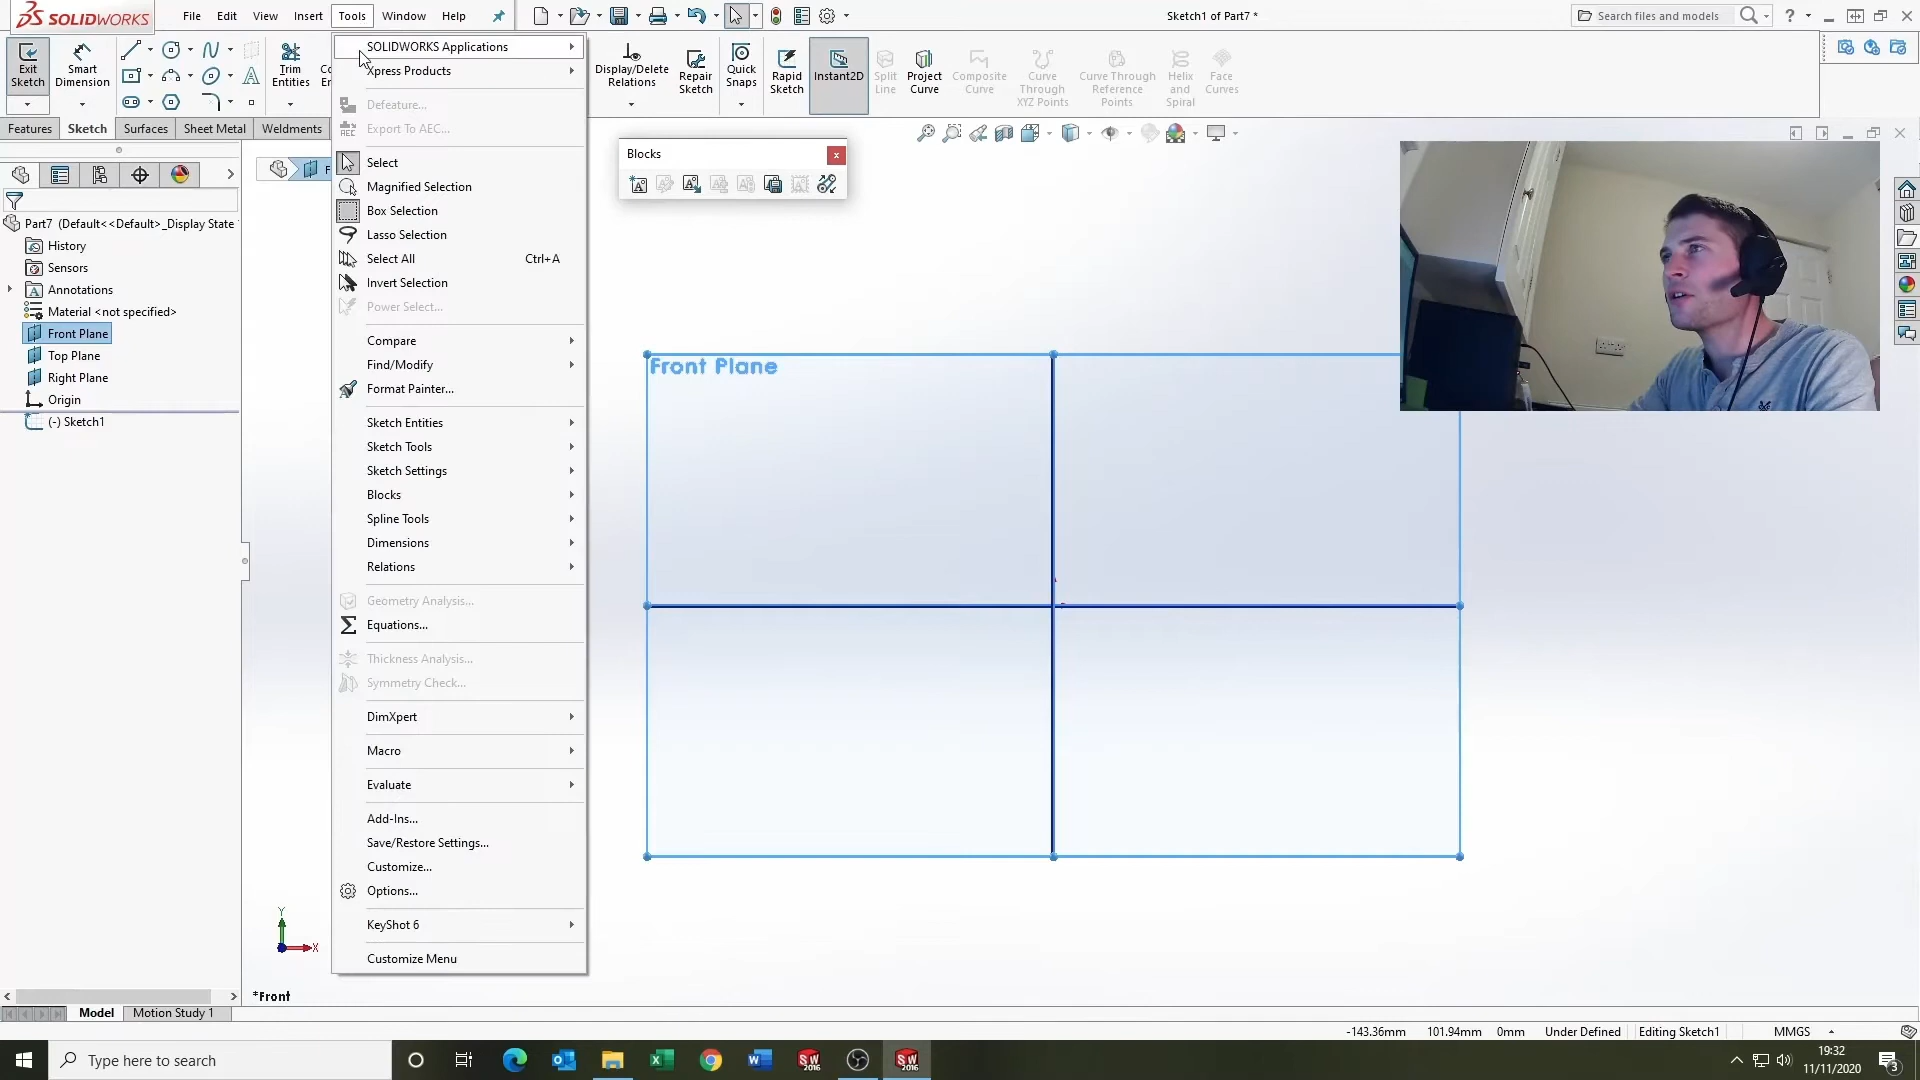 SOLIDWORKS
File
Edit
View
Insert
Tools
Window
Help
Sketch1 of Part7 *
Search files and models
Exit
Sketch
Smart
Dimension
Trim
Entities
Display/Delete
Relations
Repair
Sketch
Quick
Snaps
Rapid
Sketch
Instant2D
Split
Line
Project
Curve
Composite
Curve
Curve
Through
XYZ Points
Curve Through
Reference
Points
Helix
and
Spiral
Face
Curves
Features
Sketch
Surfaces
Sheet Metal
Weldments
Part7 (Default<<Default>_Display State
History
Sensors
Annotations
Material <not specified>
Front Plane
Top Plane
Right Plane
Origin
(-) Sketch1
SOLIDWORKS Applications
Xpress Products
Defeature...
Export To AEC...
Select
Magnified Selection
Box Selection
Lasso Selection
Select All Ctrl+A
Invert Selection
Power Select...
Compare
Find/Modify
Format Painter...
Sketch Entities
Sketch Tools
Sketch Settings
Blocks
Spline Tools
Dimensions
Relations
Geometry Analysis...
Equations...
Thickness Analysis...
Symmetry Check...
DimXpert
Macro
Evaluate
Add-Ins...
Save/Restore Settings...
Customize...
Options...
KeyShot 6
Customize Menu
Blocks
Front Plane
Y
X
*Front
Model
Motion Study 1
-143.36mm 101.94mm 0mm Under Defined Editing Sketch1 MMGS
Type here to search
19:32
11/11/2020
3